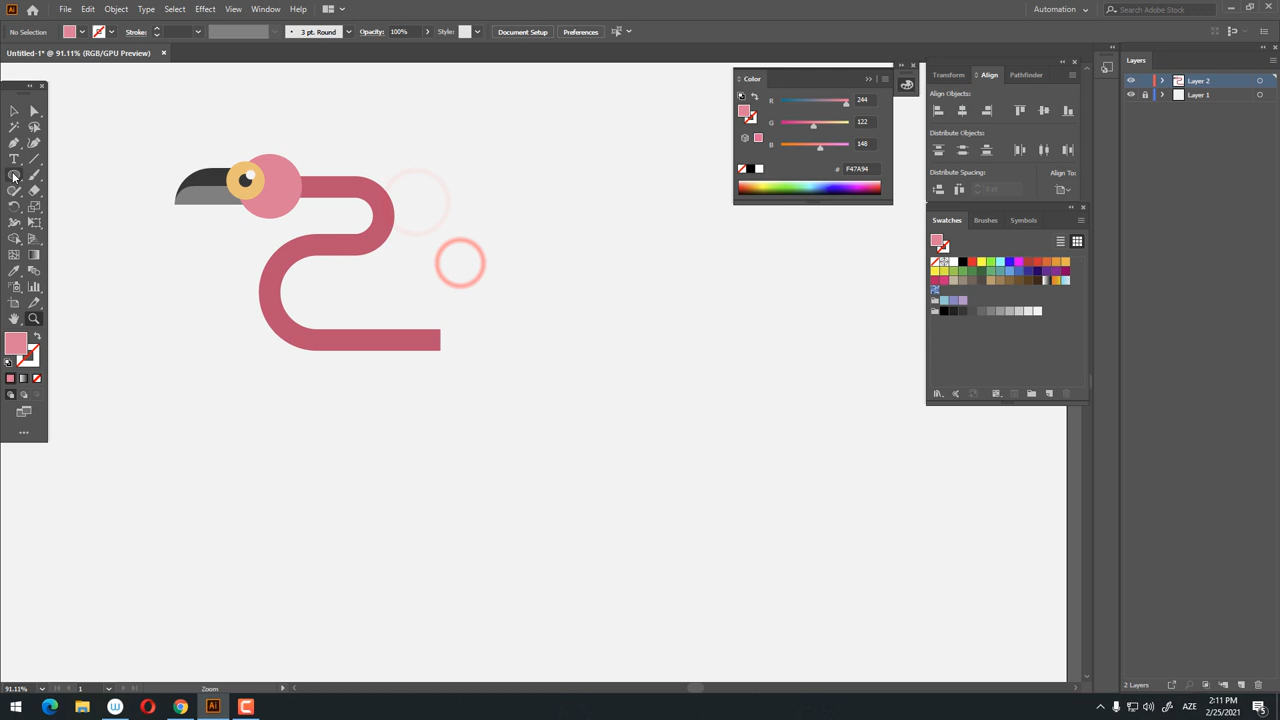 Ai File Edit Object Type Select Effect View Window Help Automation Search Adobe Stock
No Selection Stroke: 3 pt. Round Opacity: 100% Style: Document Setup Preferences
Untitled-1* @ 91.11% (RGB/GPU Preview) ×
Color
R 244
G 122
B 148
# F47A94
Transform Align Pathfinder
Align Objects:
Distribute Objects:
Distribute Spacing: Align To:
0 px
Swatches Brushes Symbols
Layers
Layer 2
Layer 1
2 Layers
91.11% 1 Zoom
AZE
2:11 PM
2/25/2021